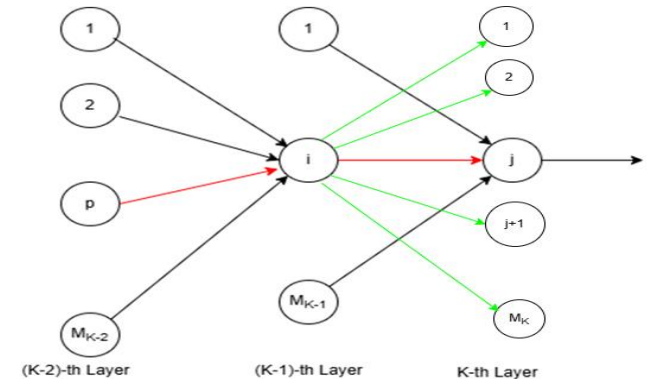 1
2
p
M_{K-2}
(K-2)-th Layer
1
i
M_{K-1}
(K-1)-th Layer
1
2
j
j+1
M_K
K-th Layer